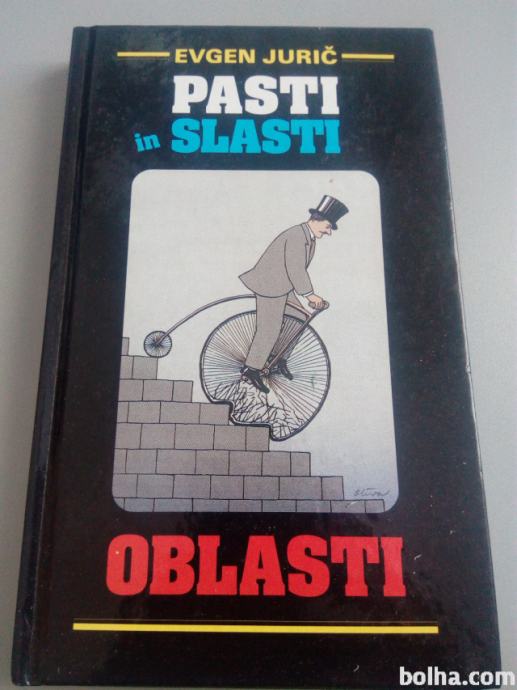 EVGEN JURIČ
PASTI
in SLASTI
OBLASTI
bolha.com